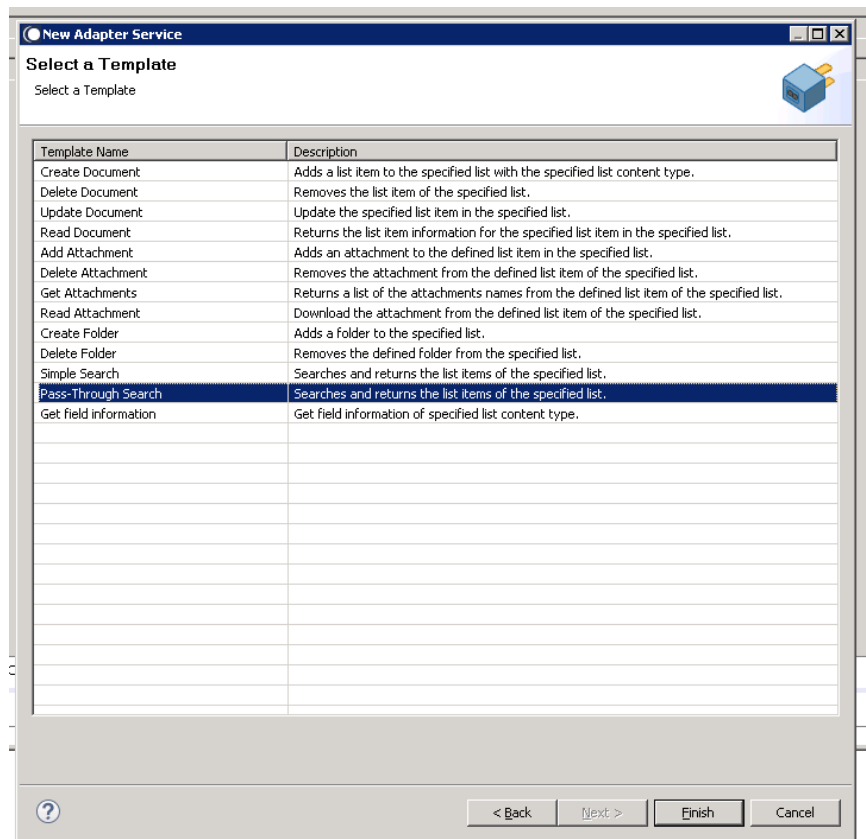 New Adapter Service
Select a Template
Select a Template
Template Name Description
Create Document Adds a list item to the specified list with the specified list content type.
Delete Document Removes the list item of the specified list.
Update Document Update the specified list item in the specified list.
Read Document Returns the list item information for the specified list item in the specified list.
Add Attachment Adds an attachment to the defined list item in the specified list.
Delete Attachment Removes the attachment from the defined list item of the specified list.
Get Attachments Returns a list of the attachments names from the defined list item of the specified list.
Read Attachment Download the attachment from the defined list item of the specified list.
Create Folder Adds a folder to the specified list.
Delete Folder Removes the defined folder from the specified list.
Simple Search Searches and returns the list items of the specified list.
Pass-Through Search Searches and returns the list items of the specified list.
Get field information Get field information of specified list content type.
? < Back Next > Finish Cancel